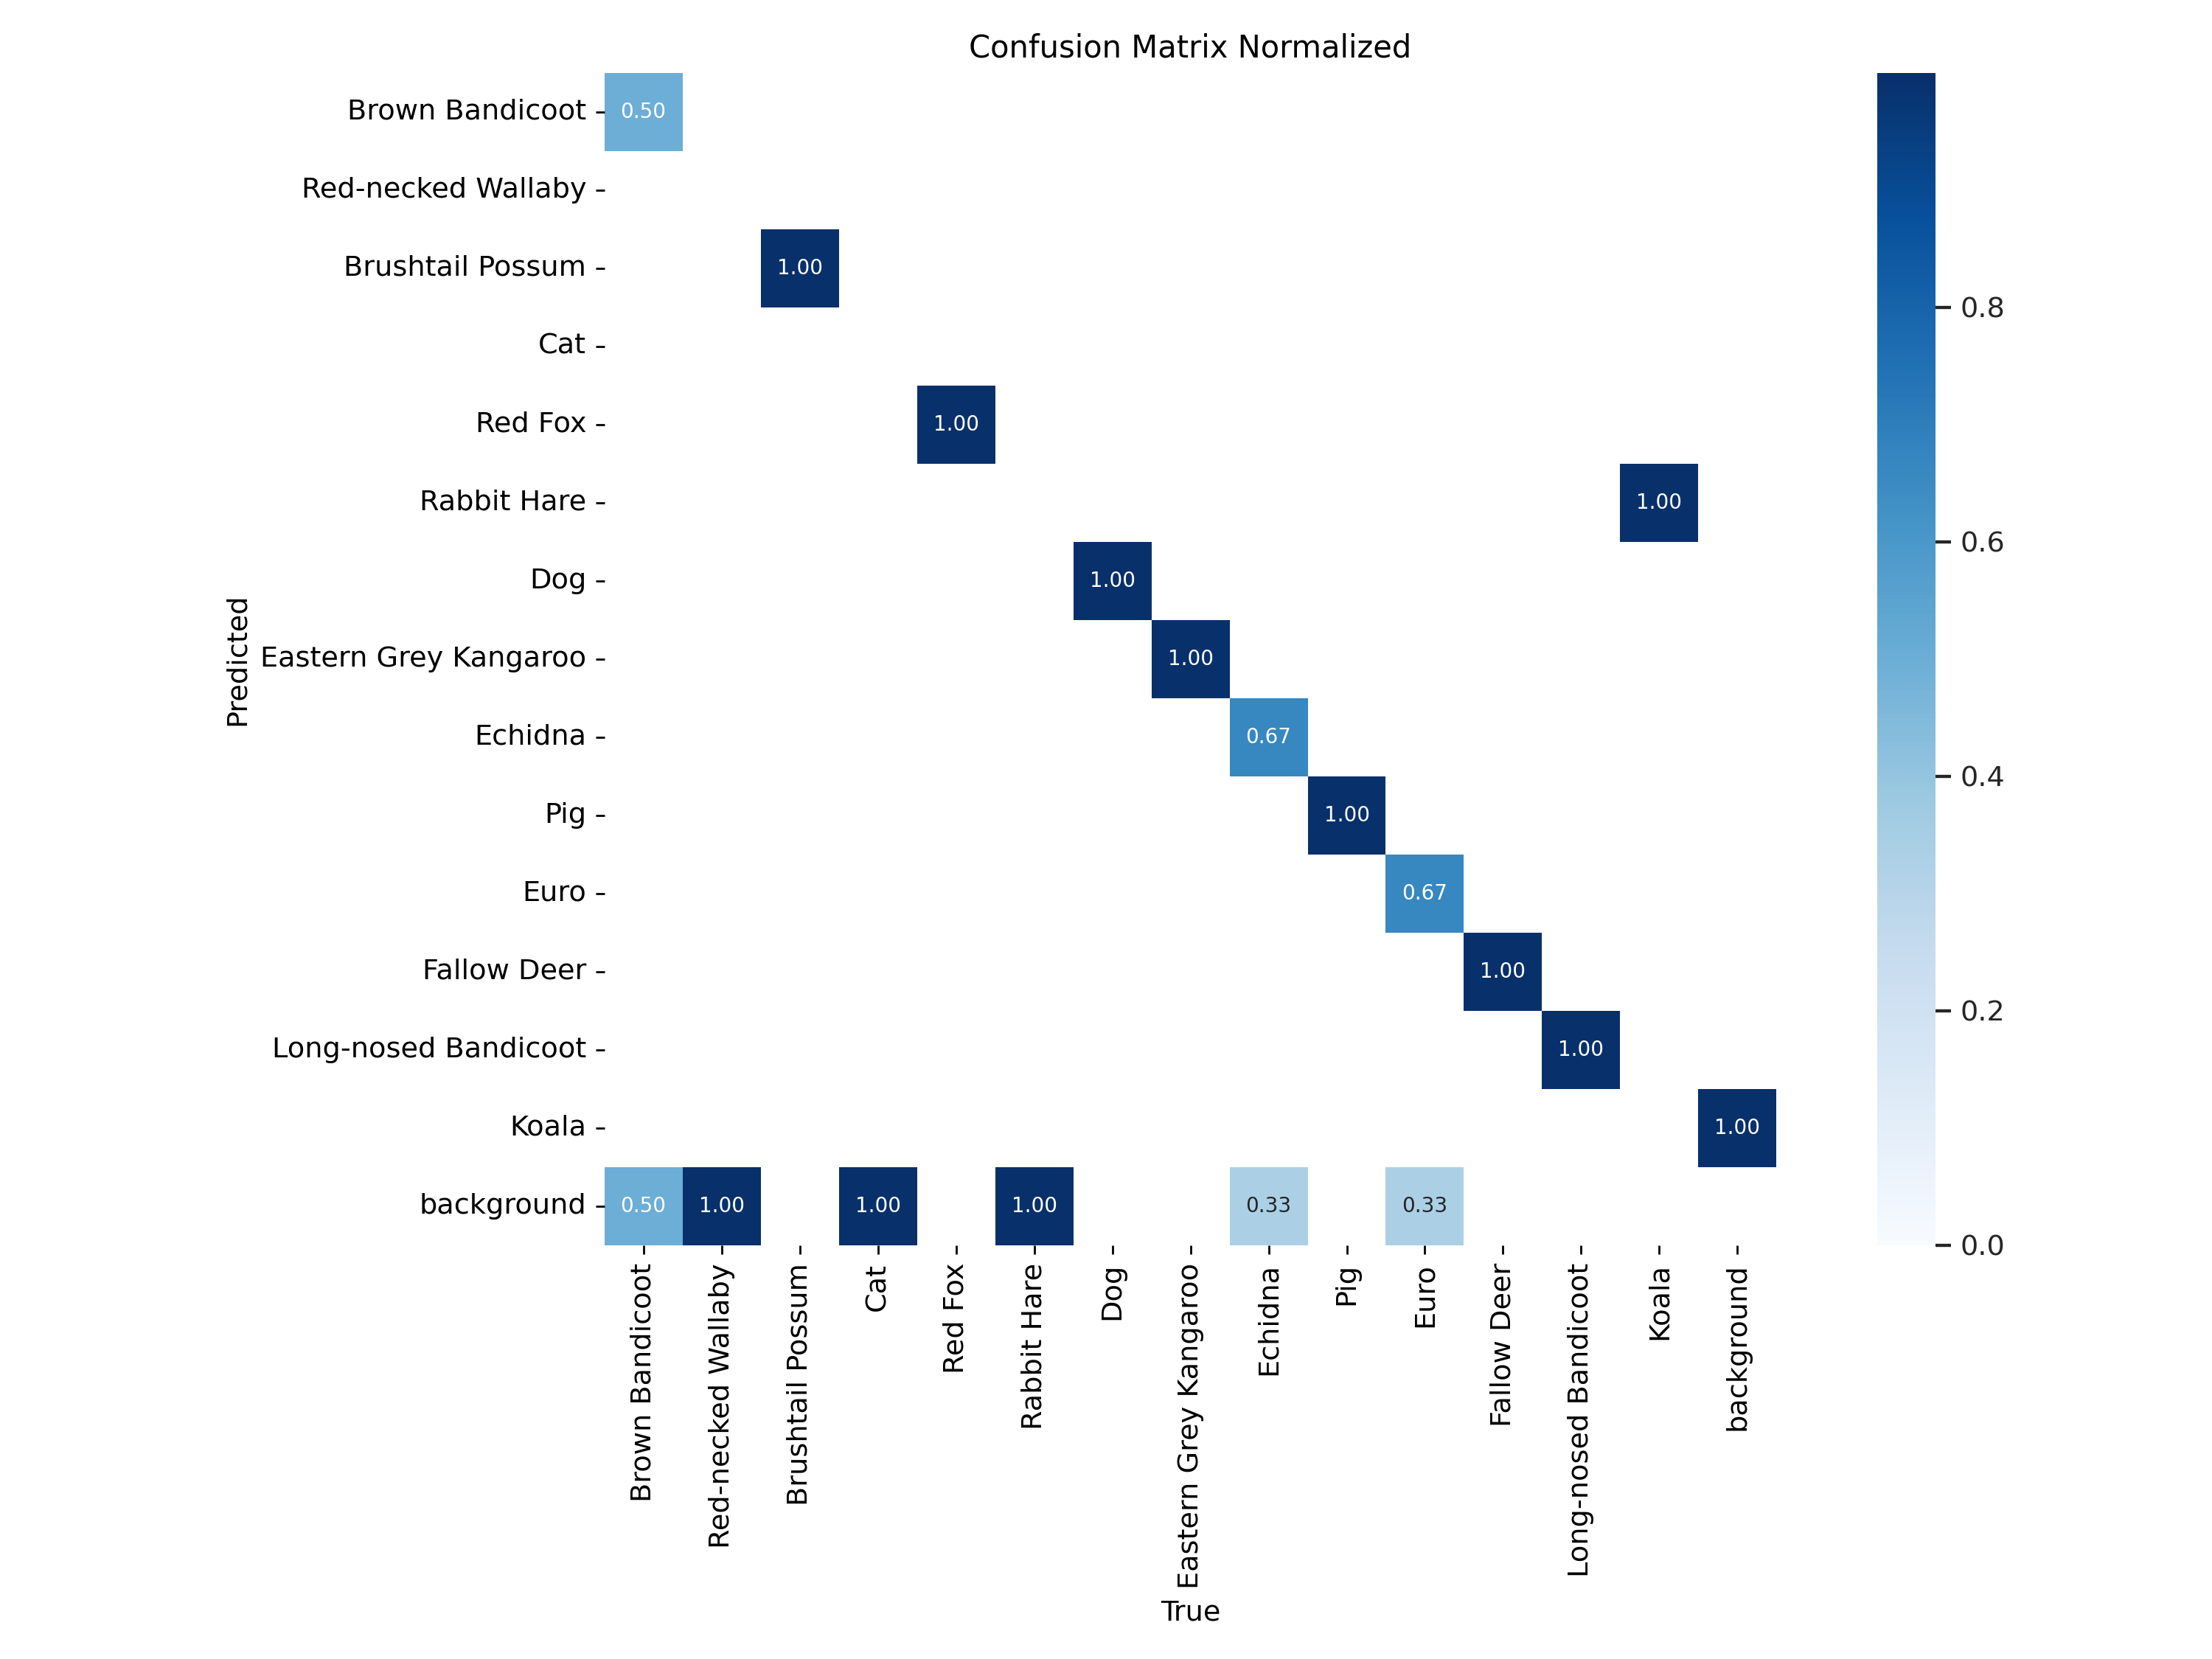 Confusion Matrix Normalized
Brown Bandicoot
0.50
Red-necked Wallaby
Brushtail Possum
1.00
0.8
Cat
Red Fox
1.00
Rabbit Hare
1.00
0.6
Dog
1.00
Predicted
Eastern Grey Kangaroo
1.00
Echidna
0.67
0.4
Pig
1.00
Euro
0.67
Fallow Deer
1.00
0.2
Long-nosed Bandicoot
1.00
Koala
1.00
background
0.50 1.00 1.00 1.00 0.33 0.33
0.0
Brown Bandicoot
Red-necked Wallaby
Brushtail Possum
Cat
Red Fox
Rabbit Hare
Dog
Eastern Grey Kangaroo
Echidna
Pig
Euro
Fallow Deer
Long-nosed Bandicoot
Koala
background
True